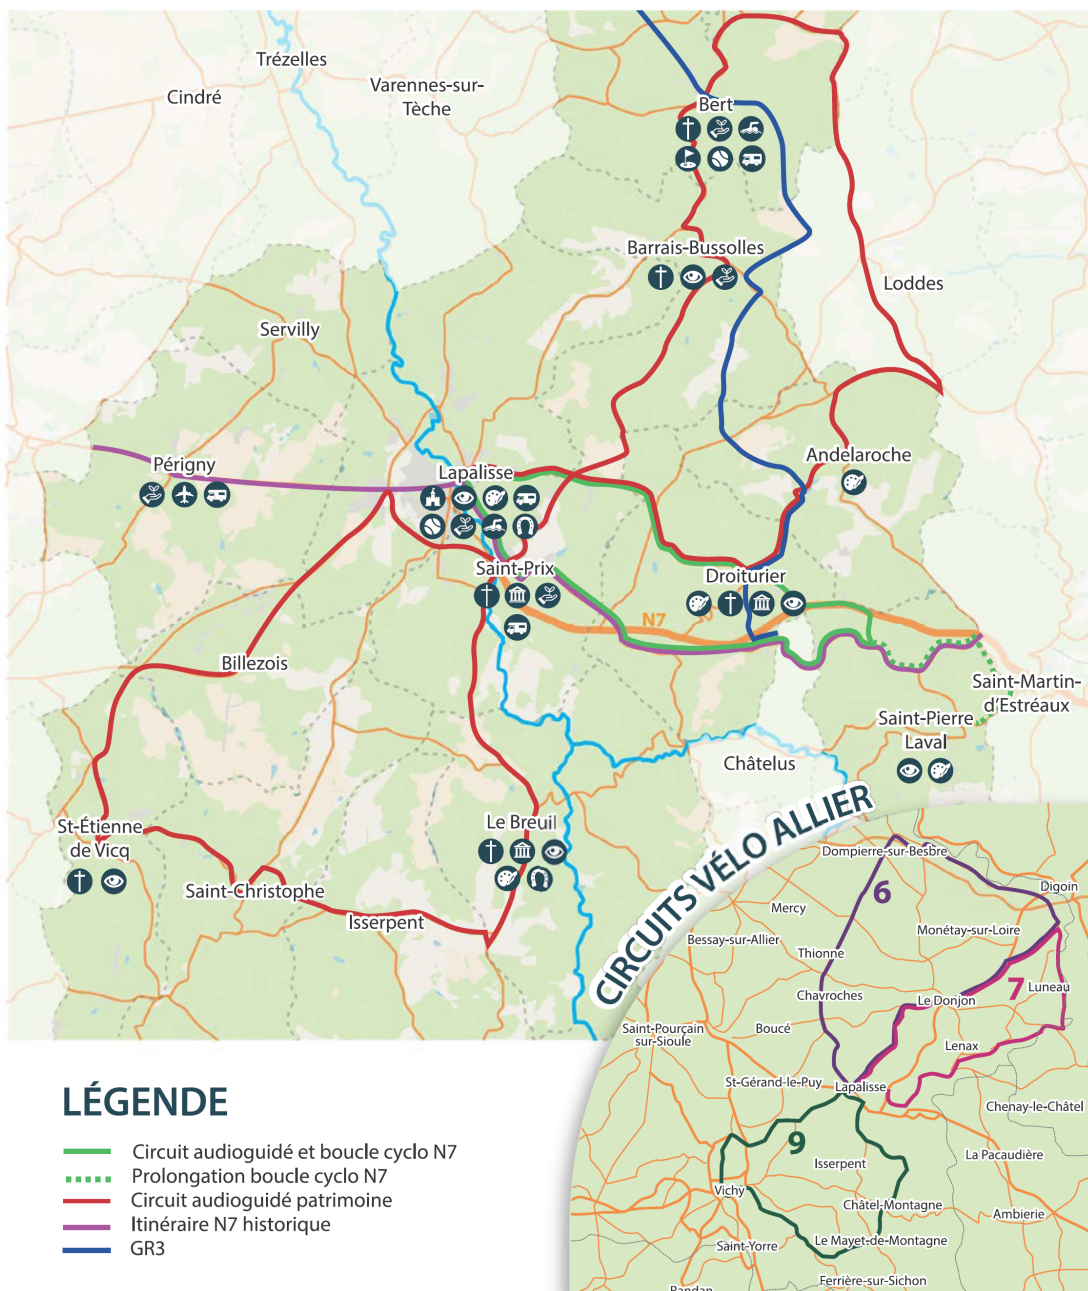 Trézelles
Cindré
Varennes-sur-
Tèche
Bert
Barrais-Bussolles
Loddes
Servilly
Andelaroche
Périgny
Lapalisse
Saint-Prix
Droiturier
N7
Billezois
Saint-Martin-
d'Estréaux
Saint-Pierre
Laval
Châtelus
St-Étienne
de Vicq
Le Breuil
Saint-Christophe
Isserpent
CIRCUITS VÉLO ALLIER
Dompierre-sur-Besbre
6
Digoin
Mercy
Monétay-sur-Loire
Bessay-sur-Allier
Thionne
7
Luneau
Chavroches
Le Donjon
Saint-Pourçain
sur-Sioule
Boucé
Lenax
St-Gérand-le-Puy
Lapalisse
Chenay-le-Châtel
9
La Pacaudière
Isserpent
Vichy
Châtel-Montagne
Ambierie
Saint-Yorre
Le Mayet-de-Montagne
Ferrière-sur-Sichon
Randan
LÉGENDE
Circuit audioguidé et boucle cyclo N7
Prolongation boucle cyclo N7
Circuit audioguidé patrimoine
Itinéraire N7 historique
GR3